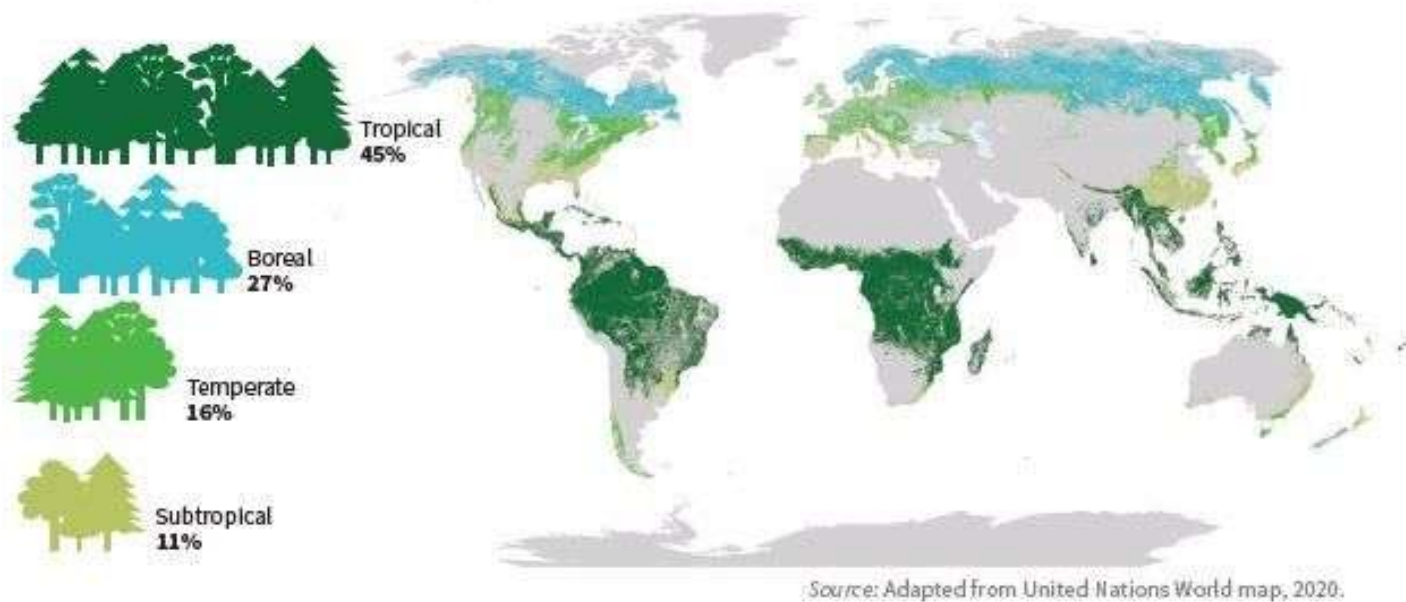 Tropical
45%
Boreal
27%
Temperate
16%
Subtropical
11%
Source: Adapted from United Nations World map, 2020.